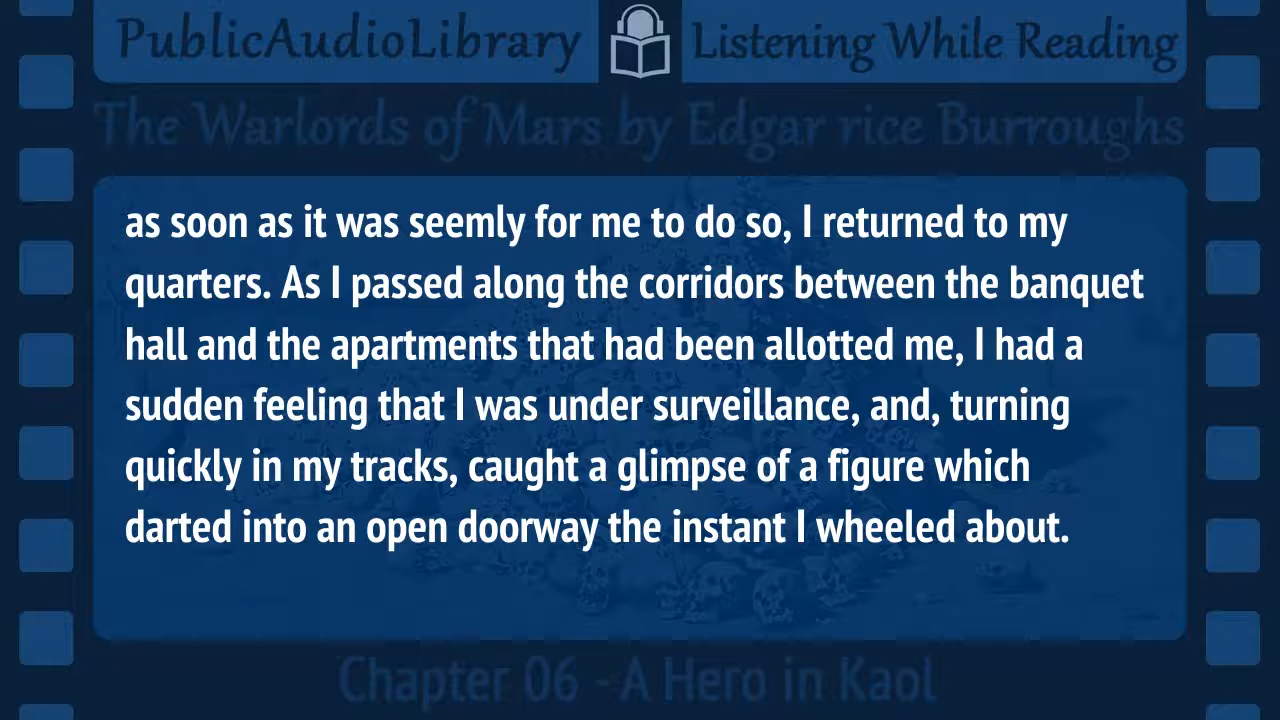 PublicAudioLibrary Listening While Reading
The Warlords of Mars by Edgar rice Burroughs
as soon as it was seemly for me to do so, I returned to my
quarters. As I passed along the corridors between the banquet
hall and the apartments that had been allotted me, I had a
sudden feeling that I was under surveillance, and, turning
quickly in my tracks, caught a glimpse of a figure which
darted into an open doorway the instant I wheeled about.
Chapter 06 - A Hero in Kaol